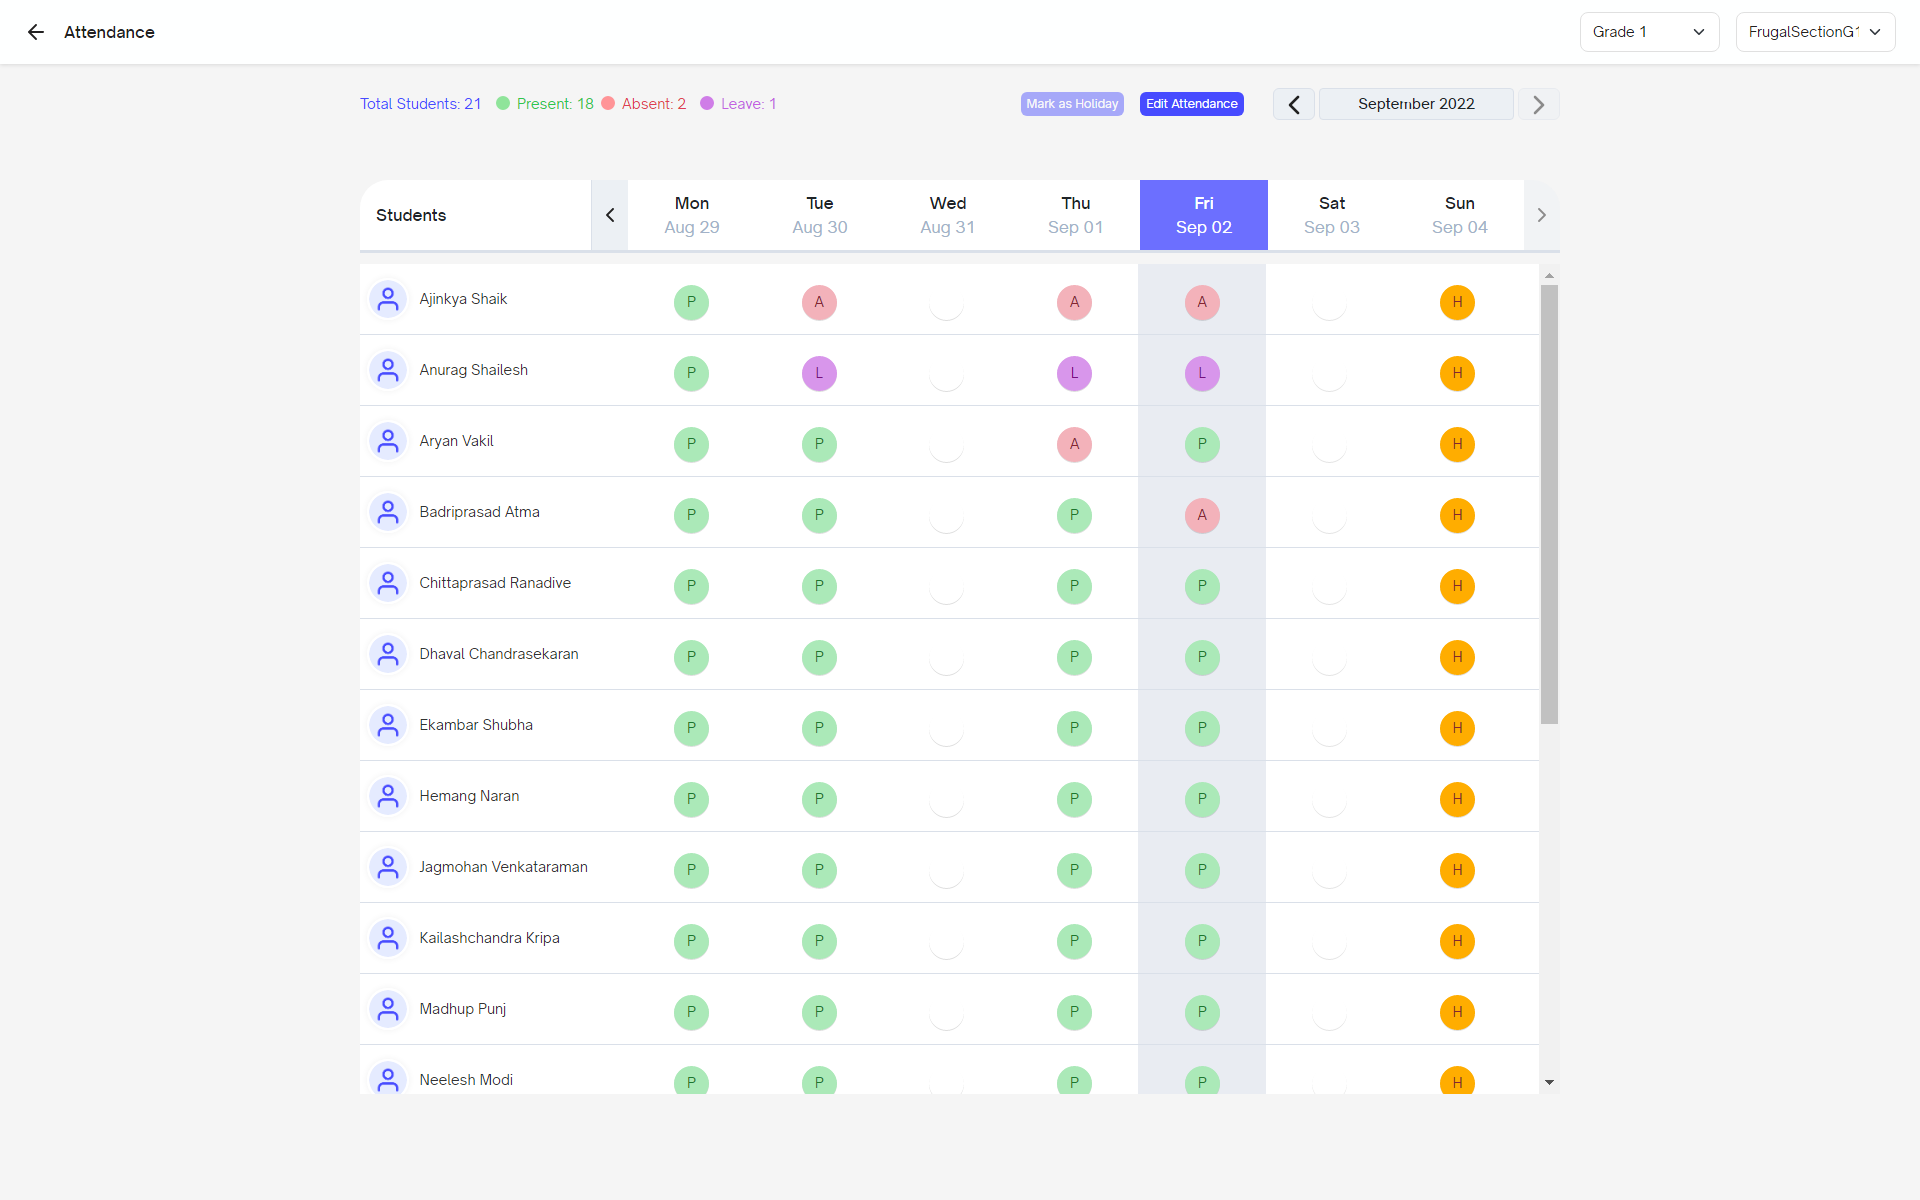 Attendance
Grade 1
FrugalSectionG1
Total Students: 21 Present: 18 Absent: 2 Leave: 1
Mark as Holiday Edit Attendance September 2022
Students Mon Tue Wed Thu Fri Sat Sun
Aug 29 Aug 30 Aug 31 Sep 01 Sep 02 Sep 03 Sep 04
Ajinkya Shaik P A A A H
Anurag Shailesh P L L L H
Aryan Vakil P P A P H
Badriprasad Atma P P P A H
Chittaprasad Ranadive P P P P H
Dhaval Chandrasekaran P P P P H
Ekambar Shubha P P P P H
Hemang Naran P P P P H
Jagmohan Venkataraman P P P P H
Kailashchandra Kripa P P P P H
Madhup Punj P P P P H
Neelesh Modi P P P P H